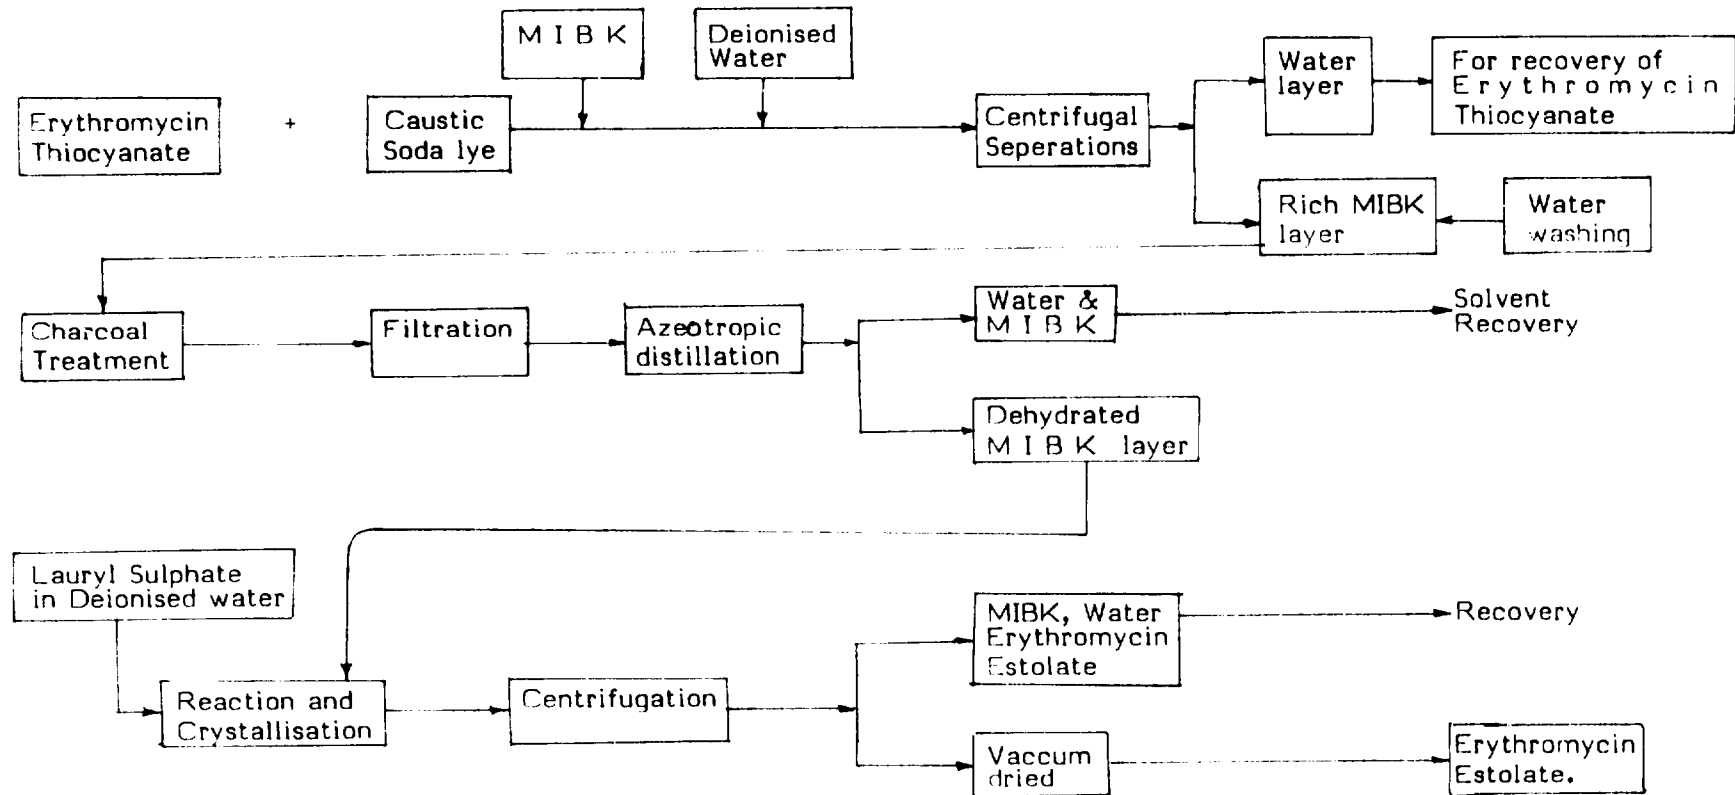 M I B K
Deionised
Water
Erythromycin
Thiocyanate
+
Caustic
Soda lye
Centrifugal
Seperations
Water
layer
For recovery of
Erythromycin
Thiocyanate
Rich MIBK
layer
Water
washing
Charcoal
Treatment
Filtration
Azeotropic
distillation
Water &
M I B K
Solvent
Recovery
Dehydrated
M I B K layer
Lauryl Sulphate
in Deionised water
Reaction and
Crystallisation
Centrifugation
MIBK, Water
Erythromycin
Estolate
Recovery
Vaccum
dried
Erythromycin
Estolate.